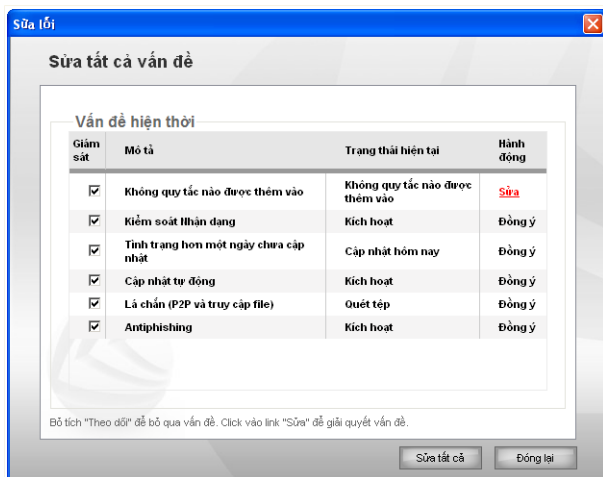 Sửa lỗi
Sửa tất cả vấn đề
Vấn đề hiện thời
Giám sát Mô tả Trạng thái hiện tại Hành động
Không quy tắc nào được thêm vào Không quy tắc nào được thêm vào Sửa
Kiểm soát Nhận dạng Kích hoạt Đồng ý
Tình trạng hơn một ngày chưa cập nhật Cập nhật hôm nay Đồng ý
Cập nhật tự động Kích hoạt Đồng ý
Lá chắn (P2P và truy cập file) Quét tệp Đồng ý
Antiphishing Kích hoạt Đồng ý
Bỏ tích "Theo dõi" để bỏ qua vấn đề. Click vào link "Sửa" để giải quyết vấn đề.
Sửa tất cả Đóng lại